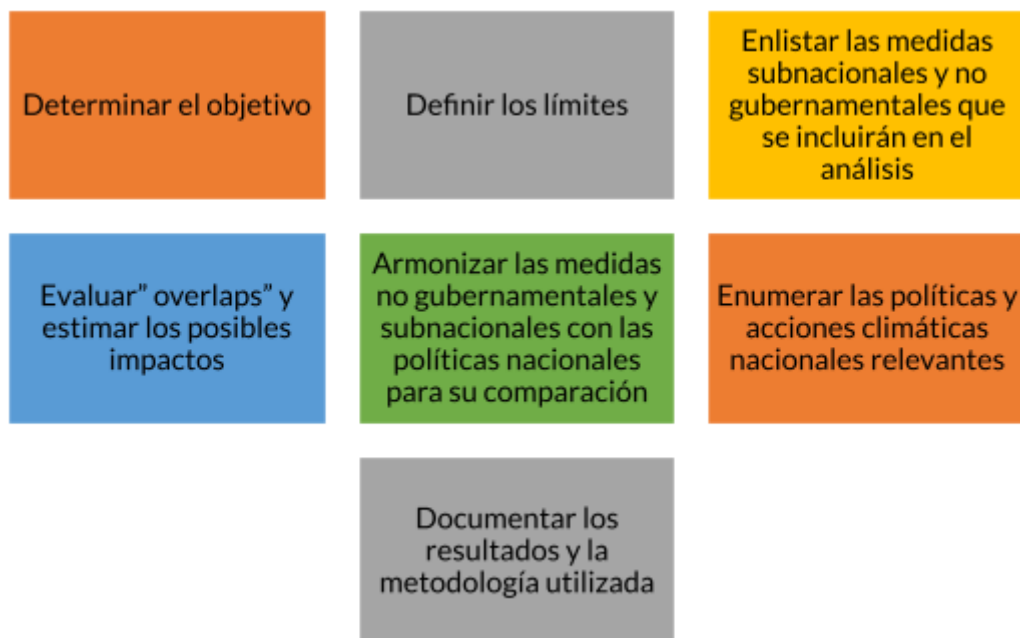 Determinar el objetivo
Definir los límites
Enlistar las medidas
subnacionales y no
gubernamentales que
se incluirán en el
análisis
Evaluar” overlaps” y
estimar los posibles
impactos
Armonizar las medidas
no gubernamentales y
subnacionales con las
políticas nacionales
para su comparación
Enumerar las políticas y
acciones climáticas
nacionales relevantes
Documentar los
resultados y la
metodología utilizada